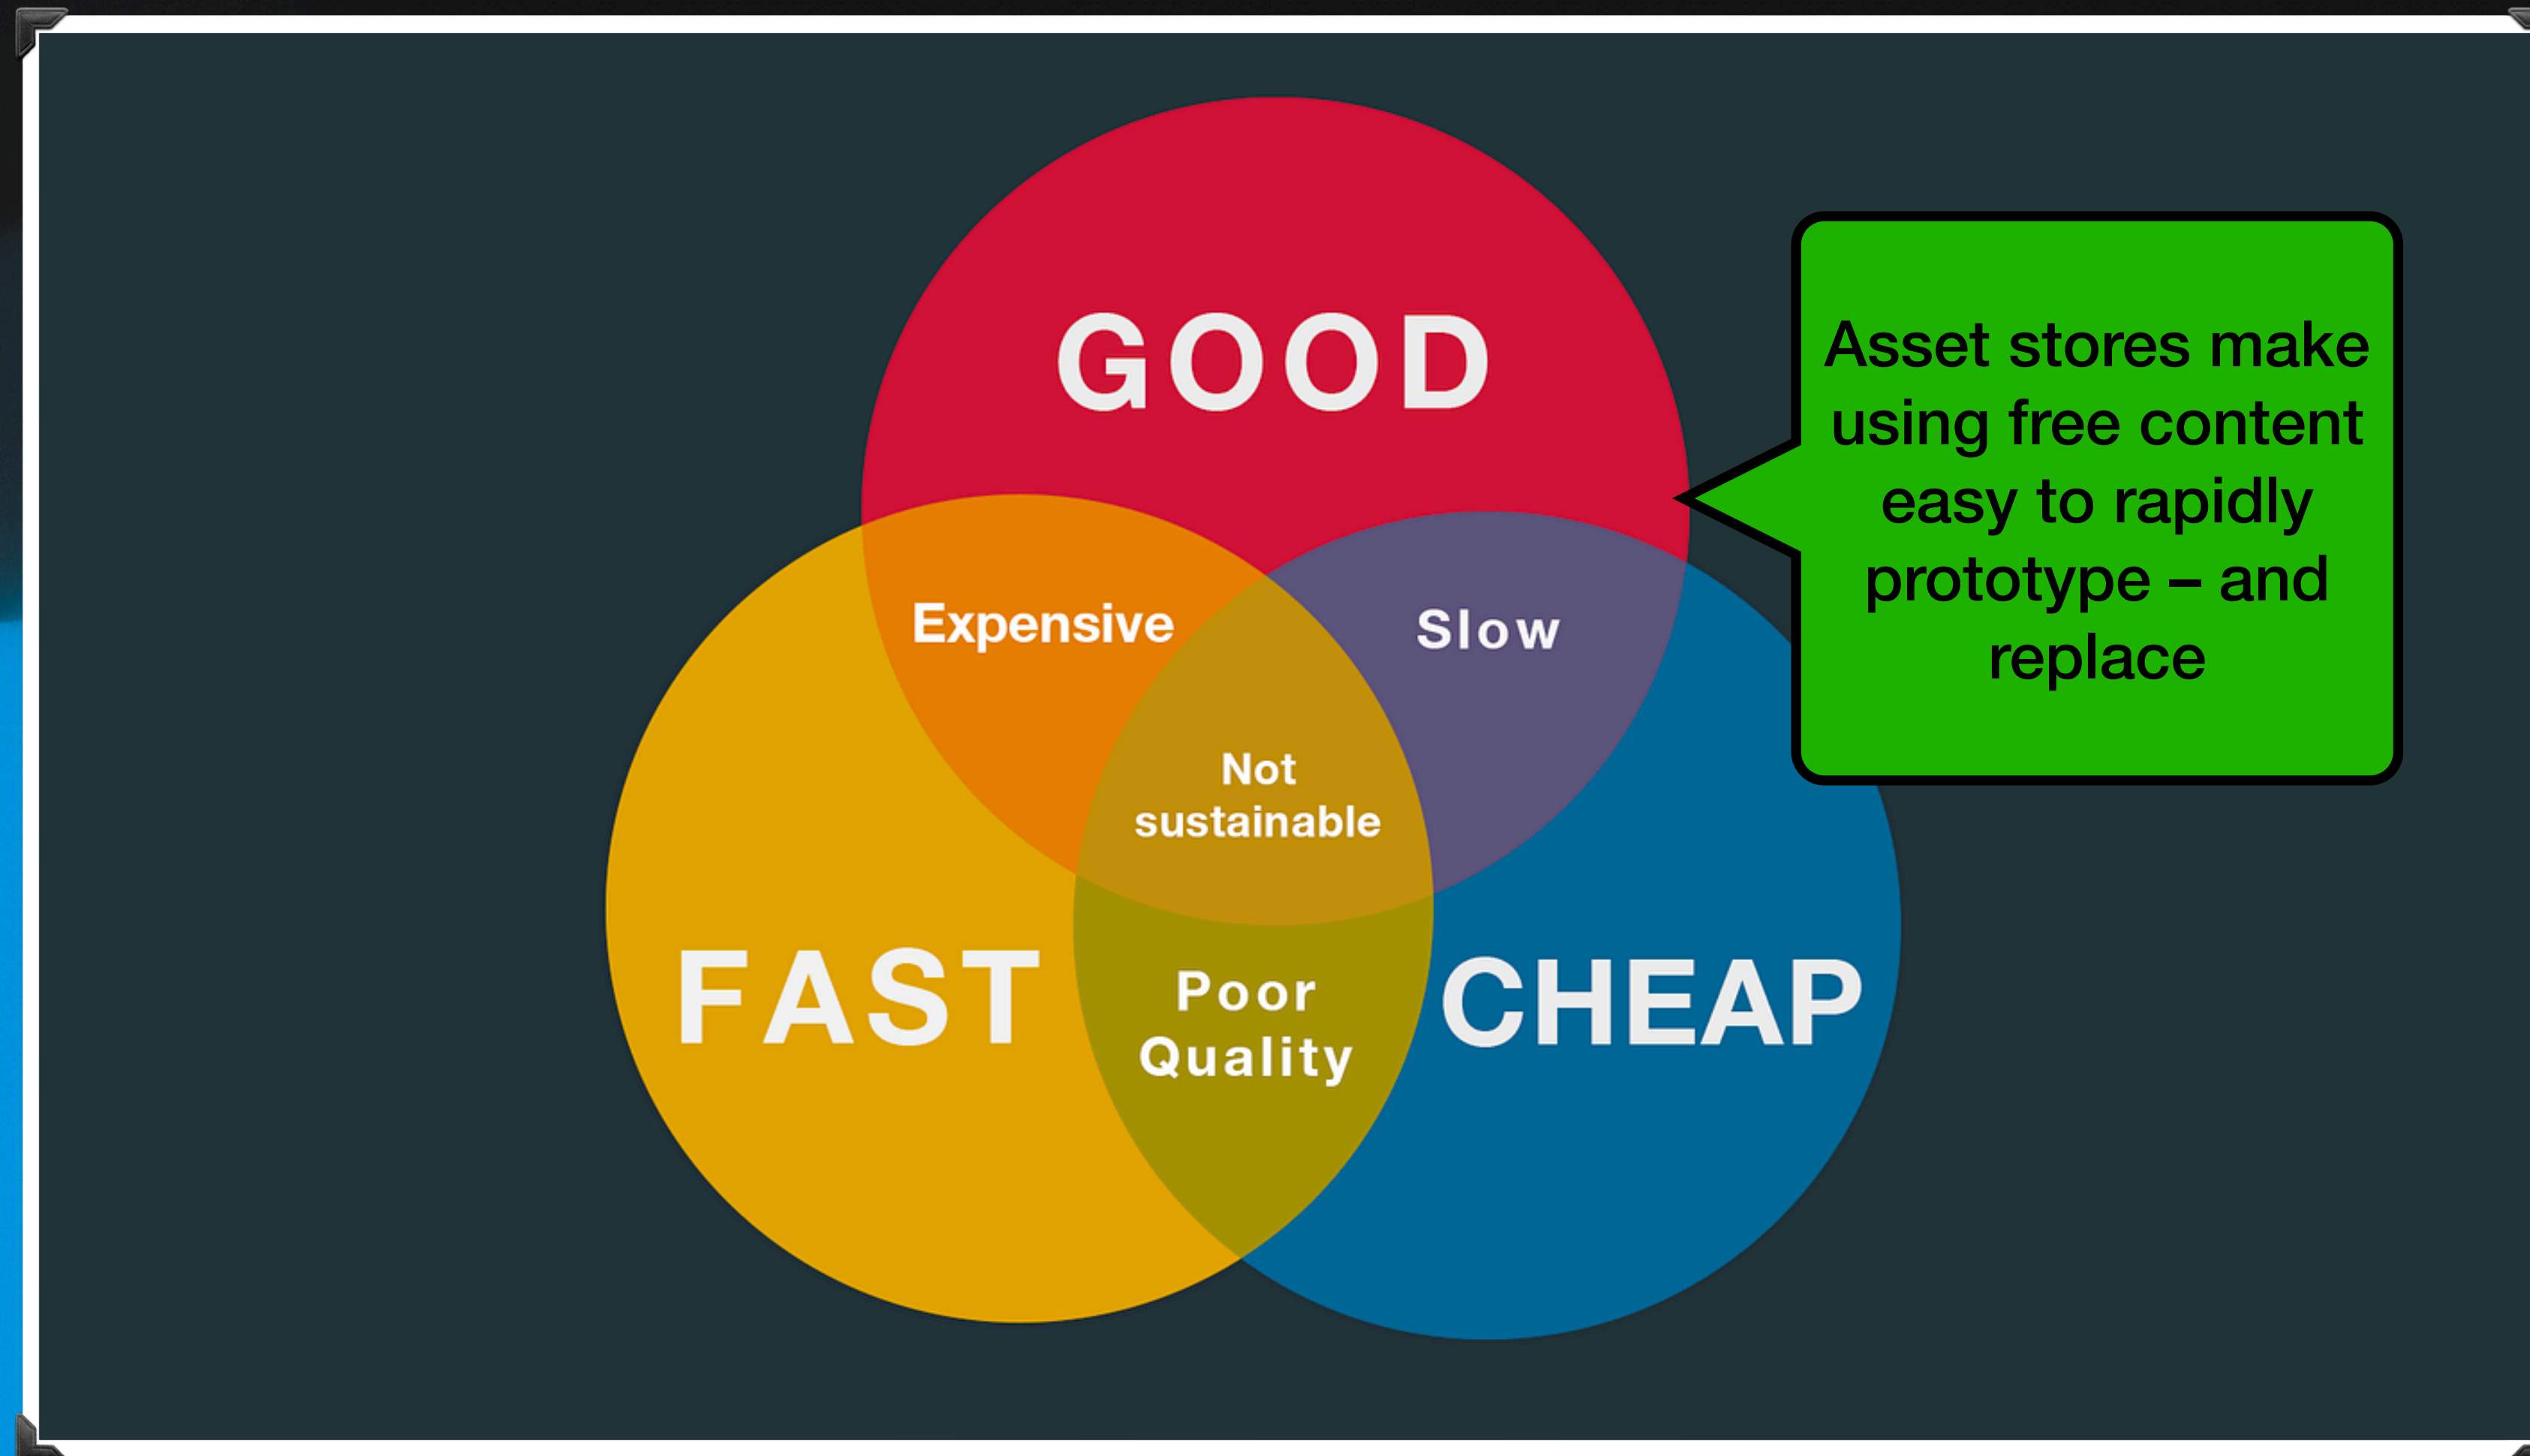 GOOD
Asset stores make
using free content
easy to rapidly
prototype – and
replace
Expensive
Slow
Not
sustainable
FAST
CHEAP
Poor
Quality